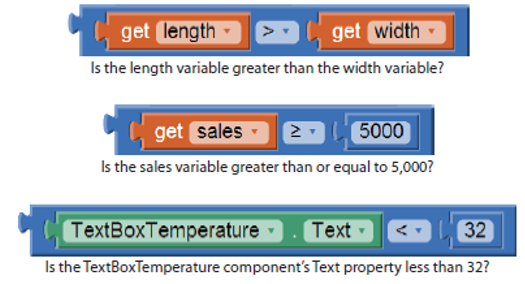 get length > get width
Is the length variable greater than the width variable?
get sales ≥ 5000
Is the sales variable greater than or equal to 5,000?
TextBoxTemperature . Text < 32
Is the TextBoxTemperature component's Text property less than 32?